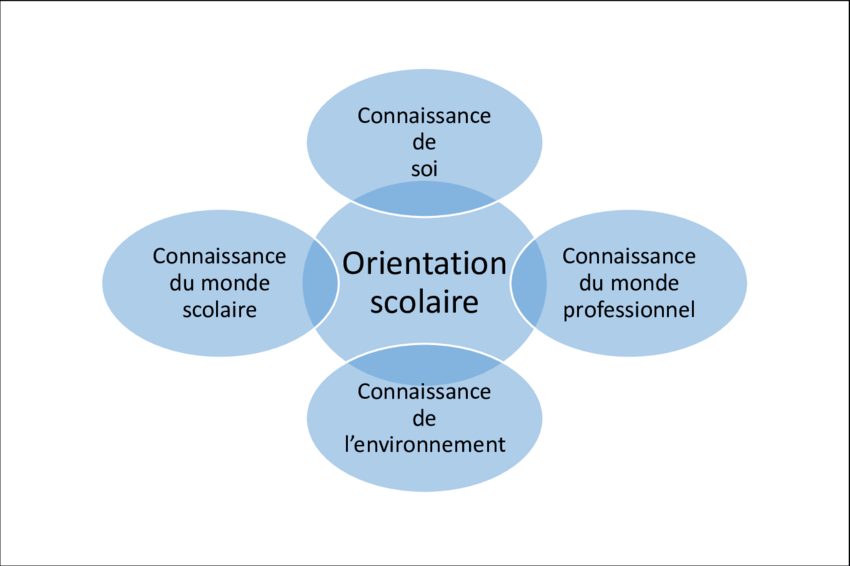 Connaissance
de
soi
Connaissance
du monde
scolaire
Orientation
scolaire
Connaissance
du monde
professionnel
Connaissance
de
l’environnement